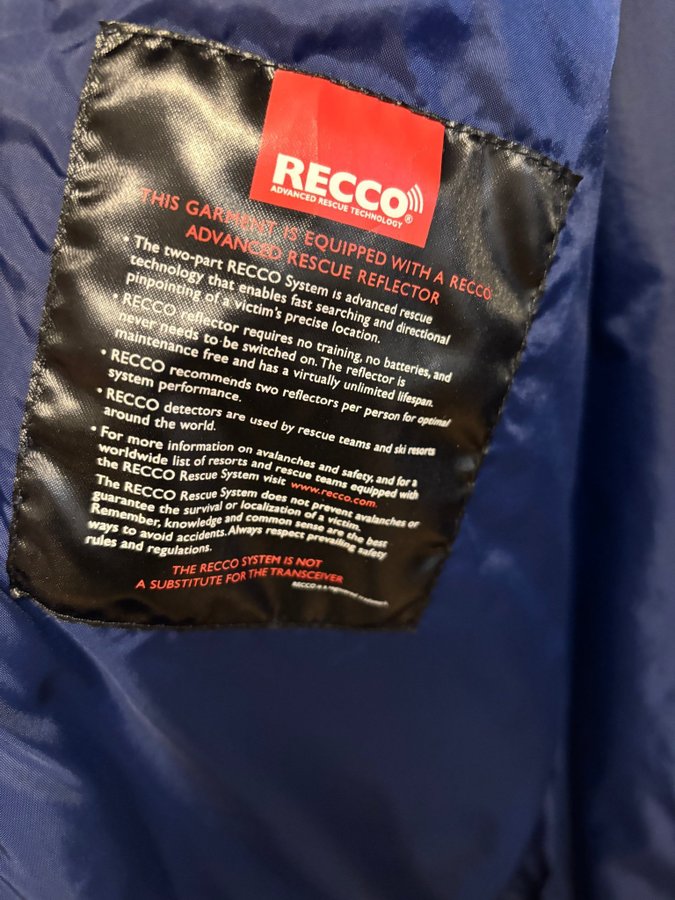 RECCO
ADVANCED RESCUE TECHNOLOGY®
THIS GARMENT IS EQUIPPED WITH A RECCO
ADVANCED RESCUE REFLECTOR
• The two-part RECCO System is advanced rescue
technology that enables fast searching and directional
pinpointing of a victim's precise location.
• RECCO reflector requires no training, no batteries, and
never needs to be switched on. The reflector is
maintenance free and has a virtually unlimited lifespan.
• RECCO recommends two reflectors per person for optimal
system performance.
• RECCO detectors are used by rescue teams and ski resorts
around the world.
• For more information on avalanches and safety, and for a
worldwide list of resorts and rescue teams equipped with
the RECCO Rescue System visit www.recco.com.
The RECCO Rescue System does not prevent avalanches or
guarantee the survival or localization of a victim.
Remember, knowledge and common sense are the best
ways to avoid accidents. Always respect prevailing safety
rules and regulations.
THE RECCO SYSTEM IS NOT
A SUBSTITUTE FOR THE TRANSCEIVER
RECCO is a